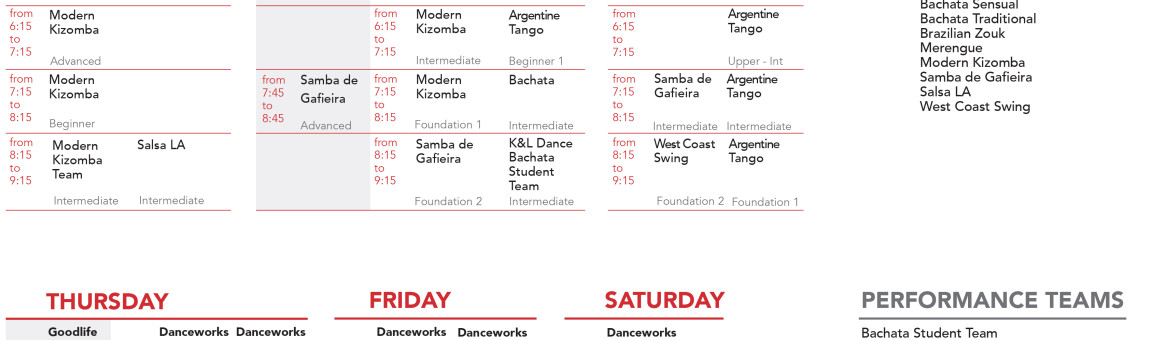 from
6:15
to
7:15
Modern
Kizomba
Advanced
from
7:15
to
8:15
Modern
Kizomba
Beginner
from
8:15
to
9:15
Modern
Kizomba
Team
Intermediate
Salsa LA
Intermediate
from
7:45
to
8:45
Samba de
Gafieira
Advanced
from
6:15
to
7:15
Modern
Kizomba
Intermediate
Argentine
Tango
Beginner 1
from
7:15
to
8:15
Modern
Kizomba
Foundation 1
Bachata
Intermediate
from
8:15
to
9:15
Samba de
Gafieira
Foundation 2
K&L Dance
Bachata
Student
Team
Intermediate
from
6:15
to
7:15
Argentine
Tango
Upper - Int
from
7:15
to
8:15
Samba de
Gafieira
Intermediate
Argentine
Tango
Intermediate
from
8:15
to
9:15
West Coast
Swing
Foundation 2
Argentine
Tango
Foundation 1
Bachata Sensual
Bachata Traditional
Brazilian Zouk
Merengue
Modern Kizomba
Samba de Gafieira
Salsa LA
West Coast Swing
THURSDAY
Goodlife
Danceworks
Danceworks
FRIDAY
Danceworks
Danceworks
SATURDAY
Danceworks
PERFORMANCE TEAMS
Bachata Student Team